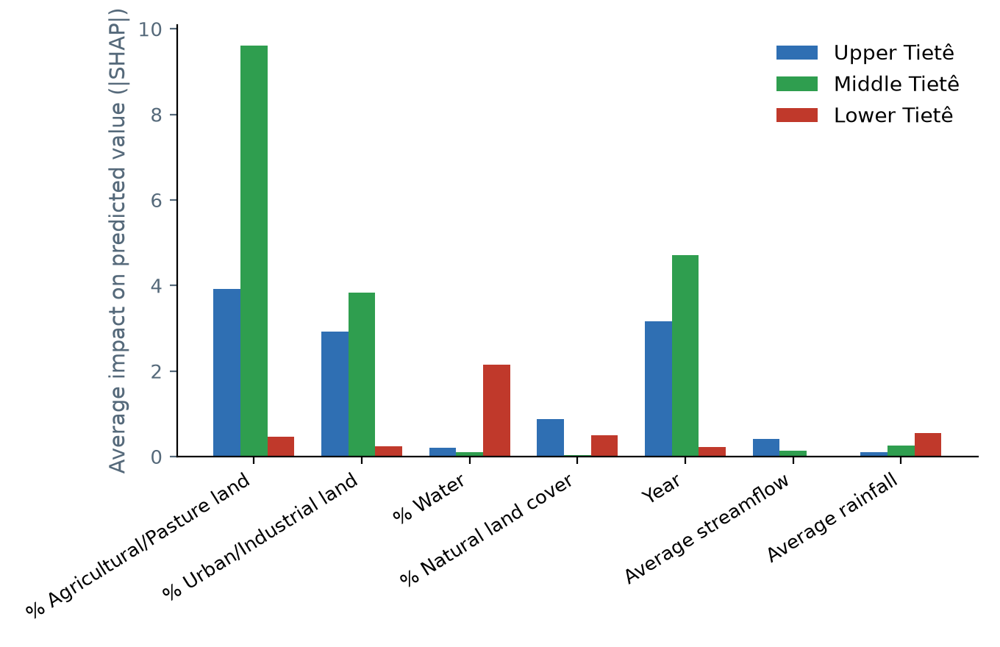 Average impact on predicted value (|SHAP|)
10
8
6
4
2
0
Upper Tietê
Middle Tietê
Lower Tietê
% Agricultural/Pasture land
% Urban/Industrial land
% Water
% Natural land cover
Year
Average streamflow
Average rainfall